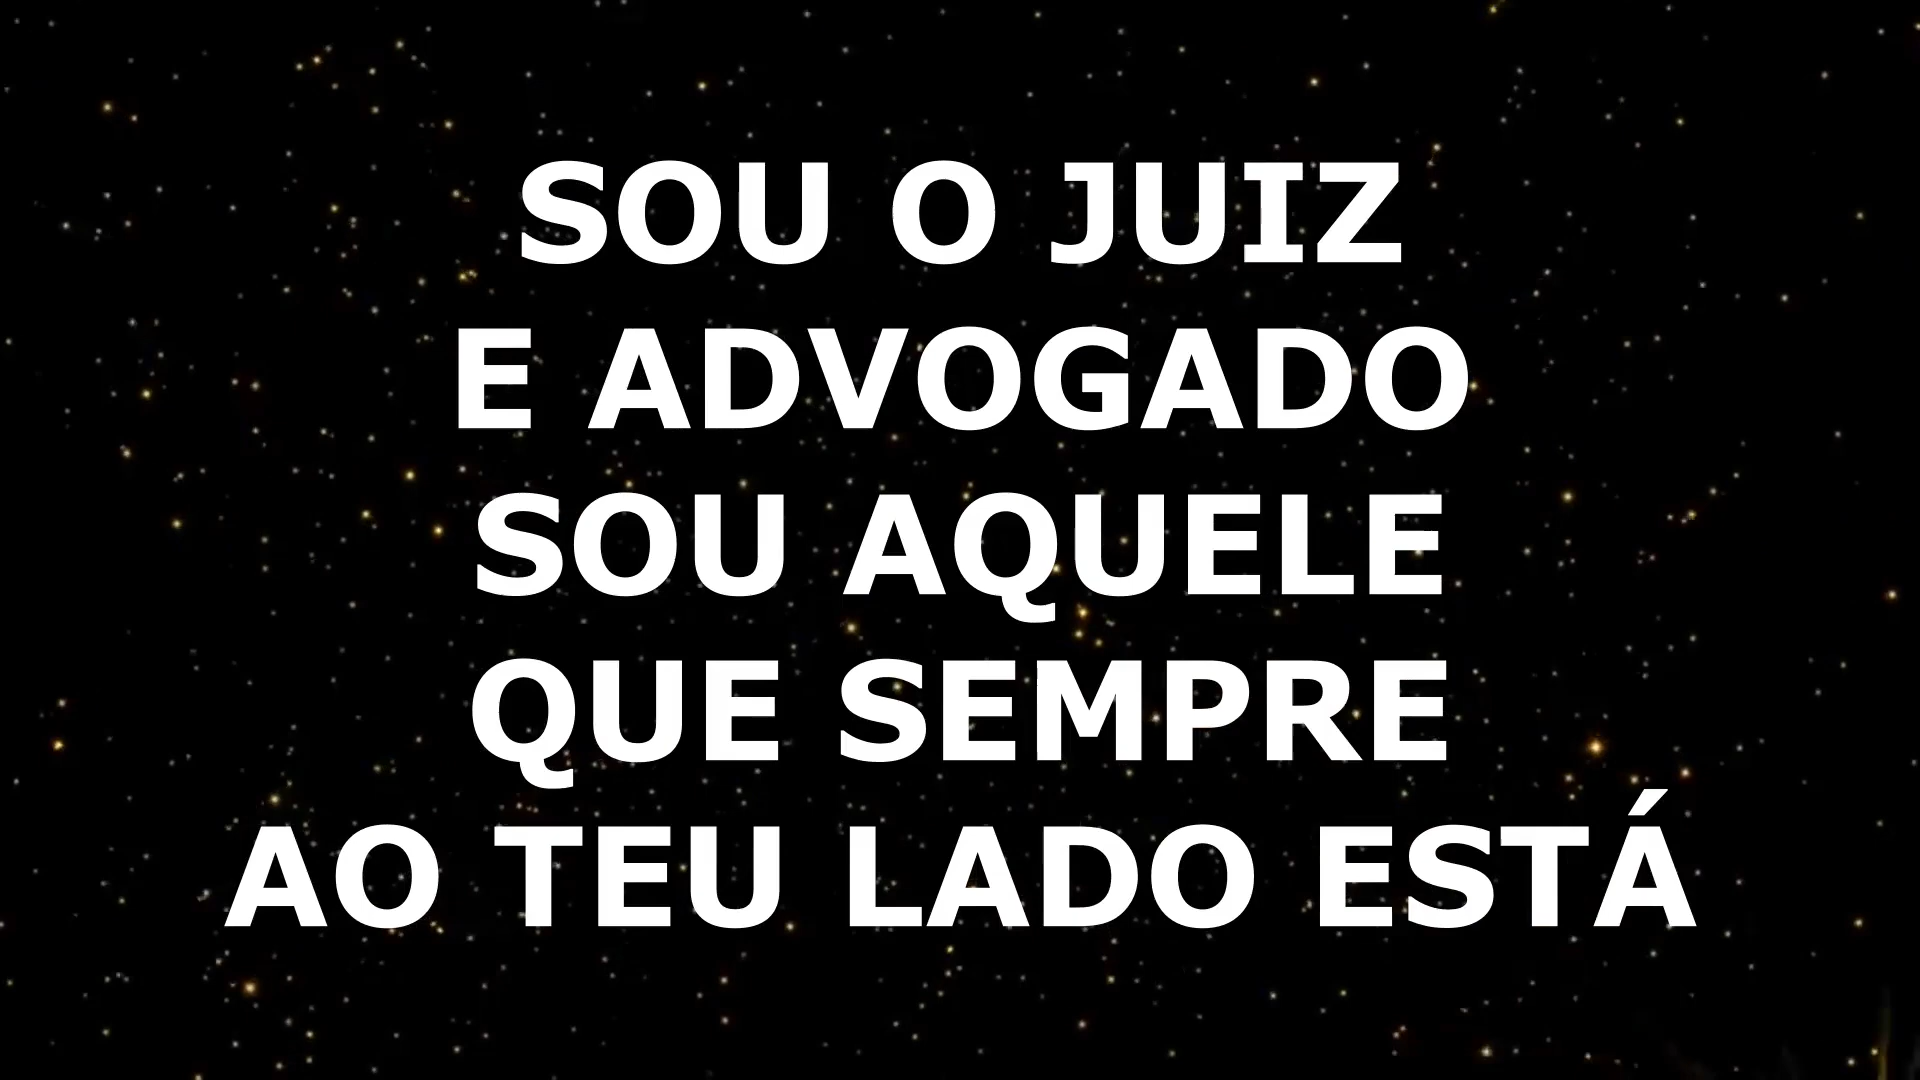 SOU O JUIZ
E ADVOGADO
SOU AQUELE
QUE SEMPRE
AO TEU LADO ESTÁ